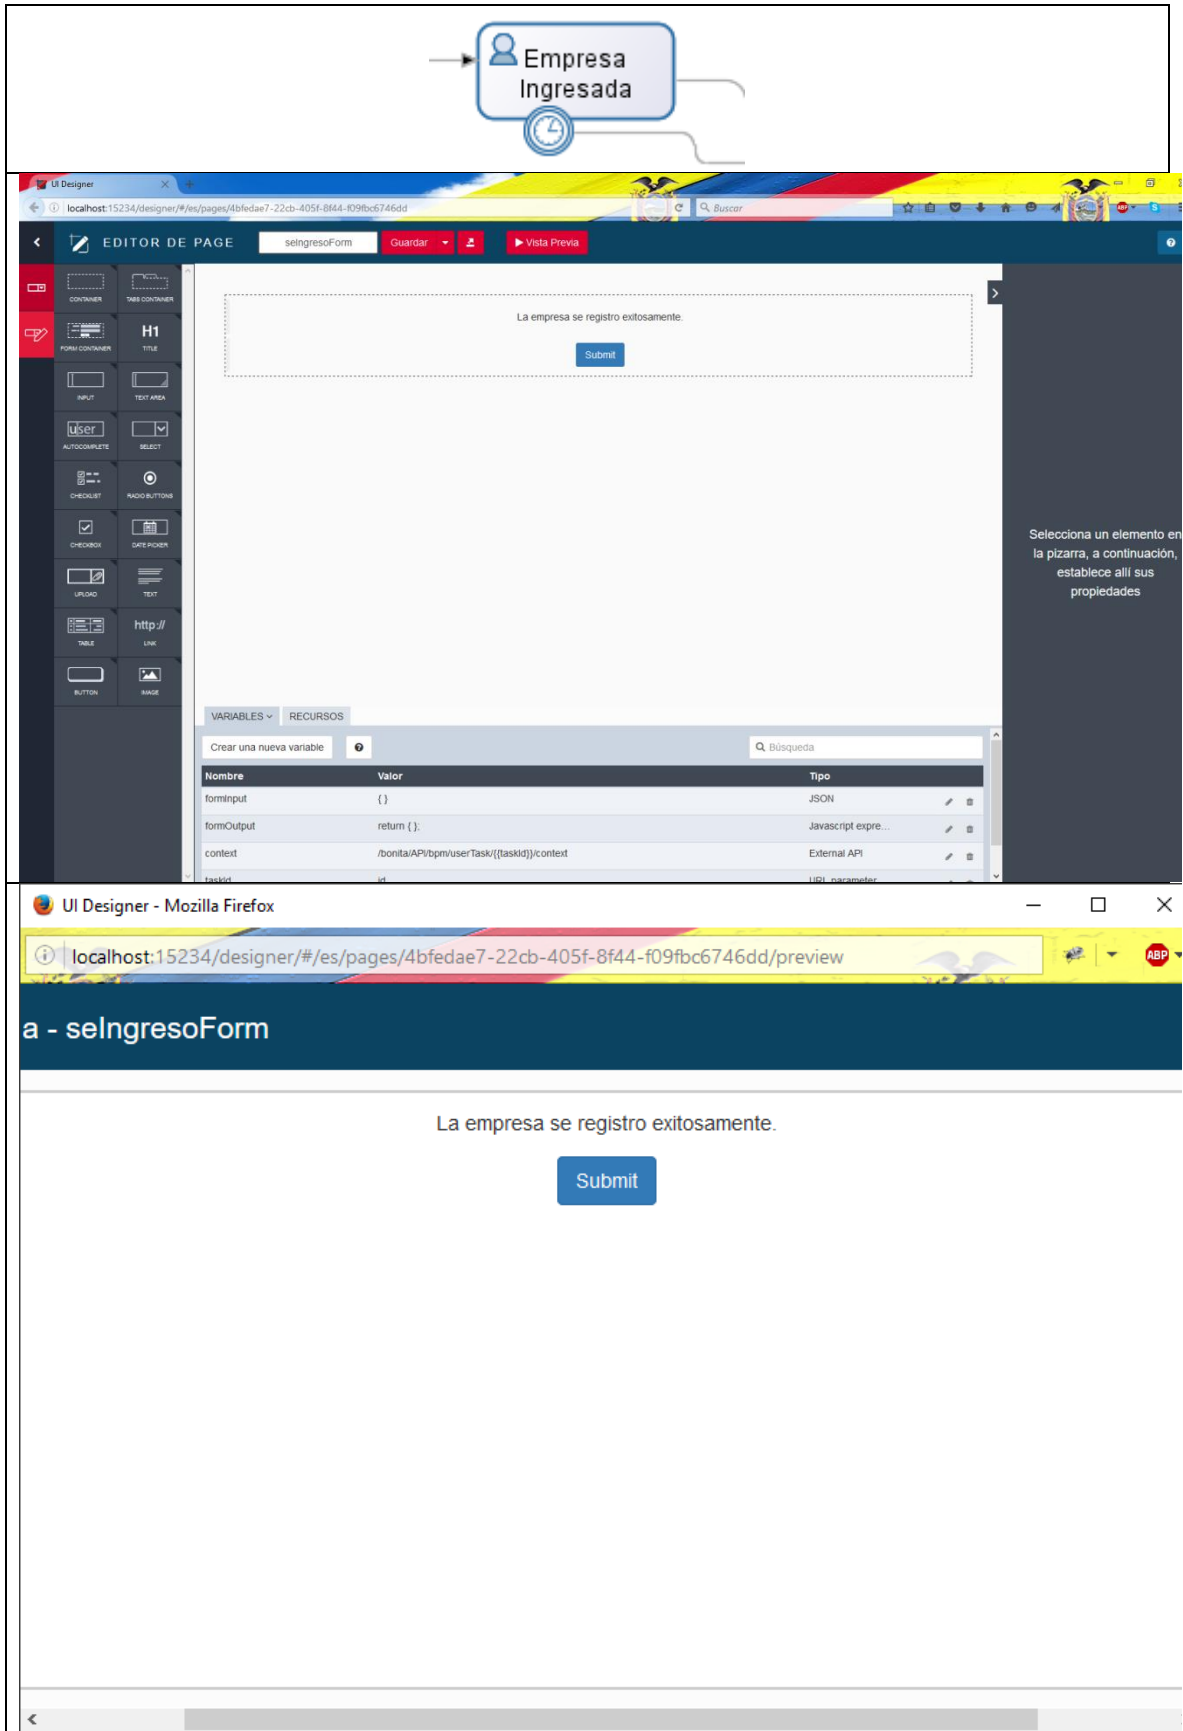 Empresa
Ingresada
UI Designer
localhost:15234/designer/#/es/pages/4bfedae7-22cb-405f-8f44-f09fbc6746dd
Buscar
EDITOR DE PAGE
seIngresoForm
Guardar
Vista Previa
CONTAINER
TABS CONTAINER
FORM CONTAINER
H1
TITLE
INPUT
TEXT AREA
user
AUTOCOMPLETE
SELECT
CHECKLIST
RADIO BUTTONS
CHECKBOX
DATE PICKER
UPLOAD
TEXT
TABLE
http://
LINK
BUTTON
IMAGE
La empresa se registro exitosamente.
Submit
Selecciona un elemento en
la pizarra, a continuación,
establece allí sus
propiedades
VARIABLES
RECURSOS
Crear una nueva variable
Búsqueda
Nombre Valor Tipo
formInput { } JSON
formOutput return { }; Javascript expre...
context /bonita/API/bpm/userTask/{{taskId}}/context External API
taskId id URL parameter
UI Designer - Mozilla Firefox
localhost:15234/designer/#/es/pages/4bfedae7-22cb-405f-8f44-f09fbc6746dd/preview
ABP
a - seIngresoForm
La empresa se registro exitosamente.
Submit